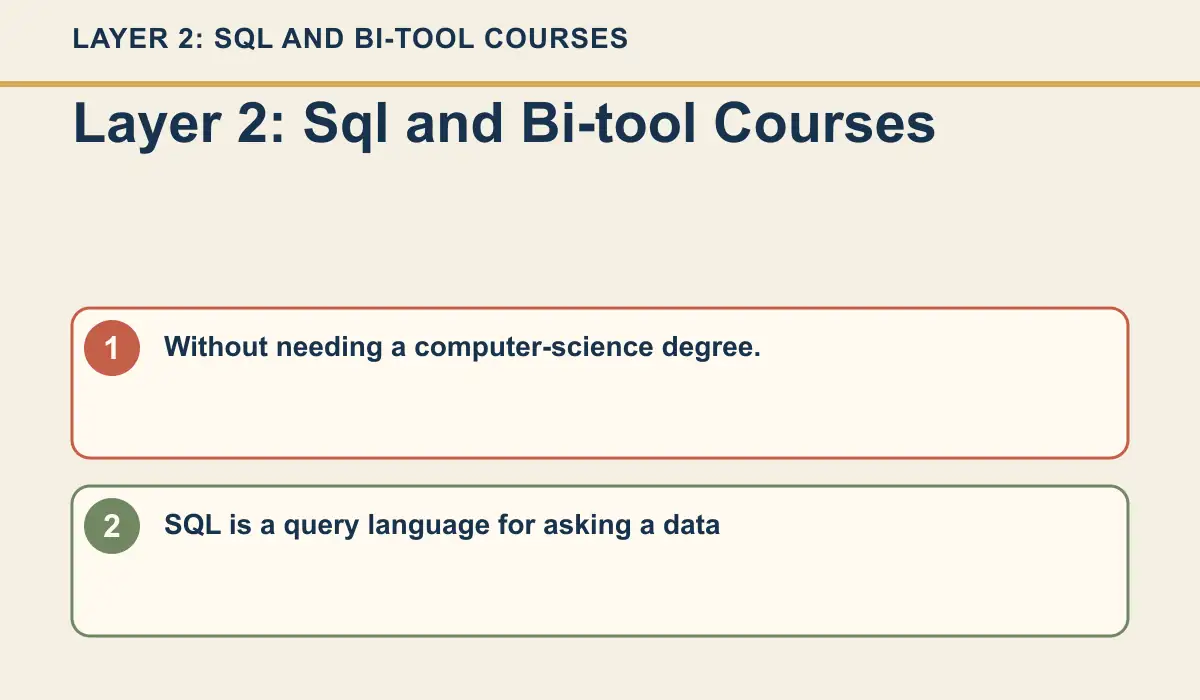 LAYER 2: SQL AND BI-TOOL COURSES
Layer 2: Sql and Bi-tool Courses
1 Without needing a computer-science degree.
2 SQL is a query language for asking a data